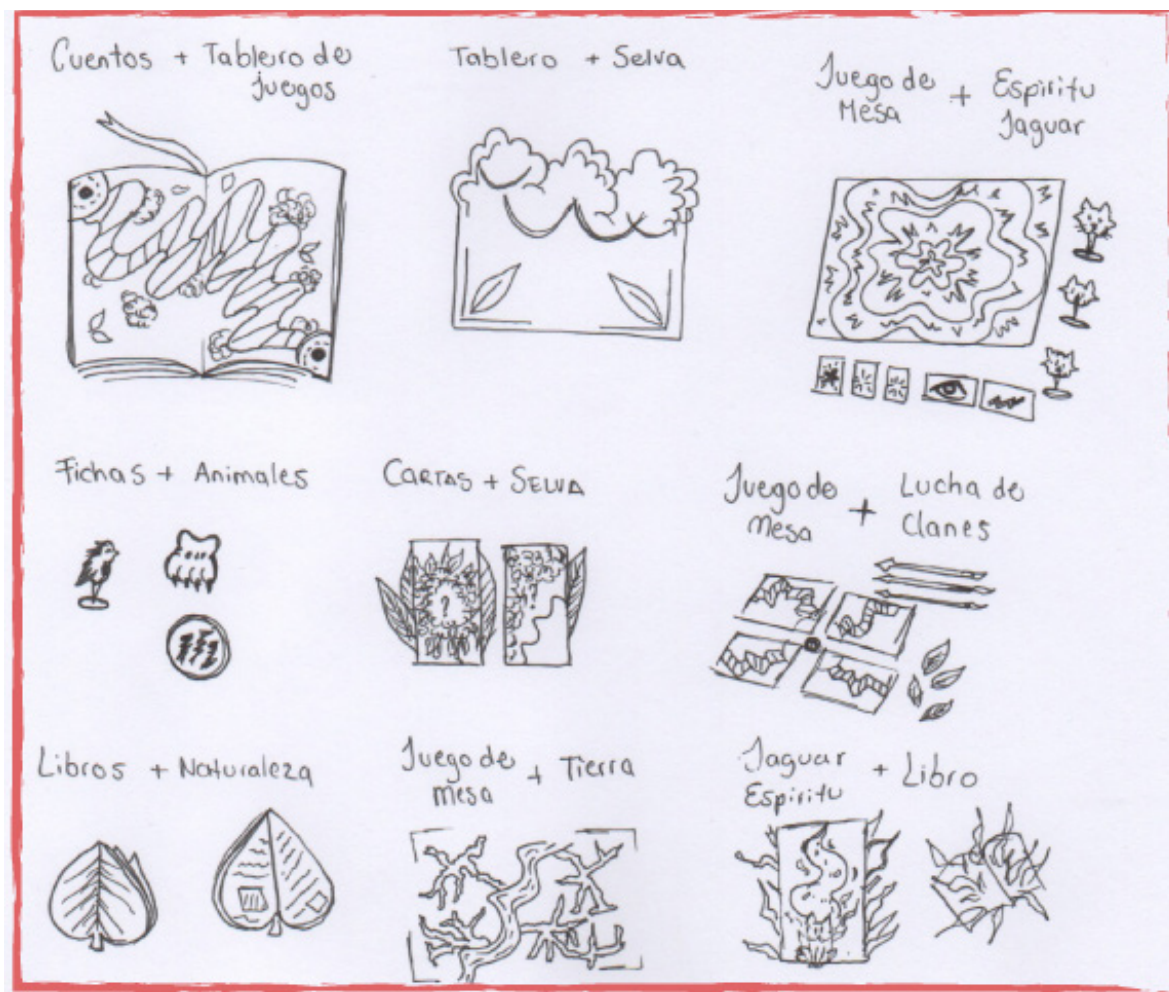 Cuentos + Tablero de
Juegos
Tablero + Selva
Juego de
Mesa + Espiritu
Jaguar
Fichas + Animales
CARTAS + SELVA
Juego de
mesa + Lucha de
Clanes
Libros + Naturaleza
Juego de
mesa + Tierra
Jaguar
Espiritu + Libro